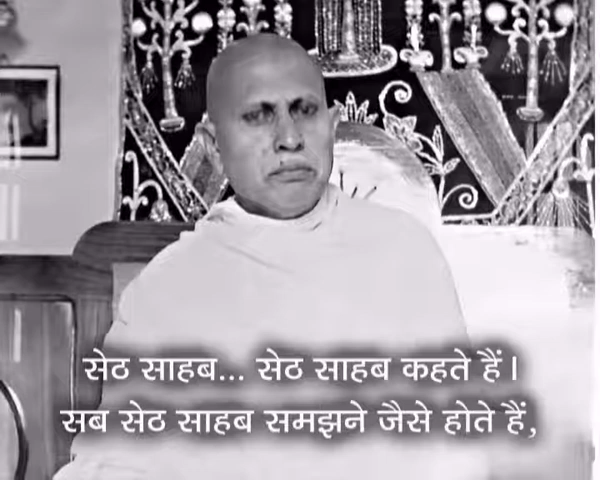 सेठ साहब... सेठ साहब कहते हैं।
सब सेठ साहब समझने जैसे होते हैं,